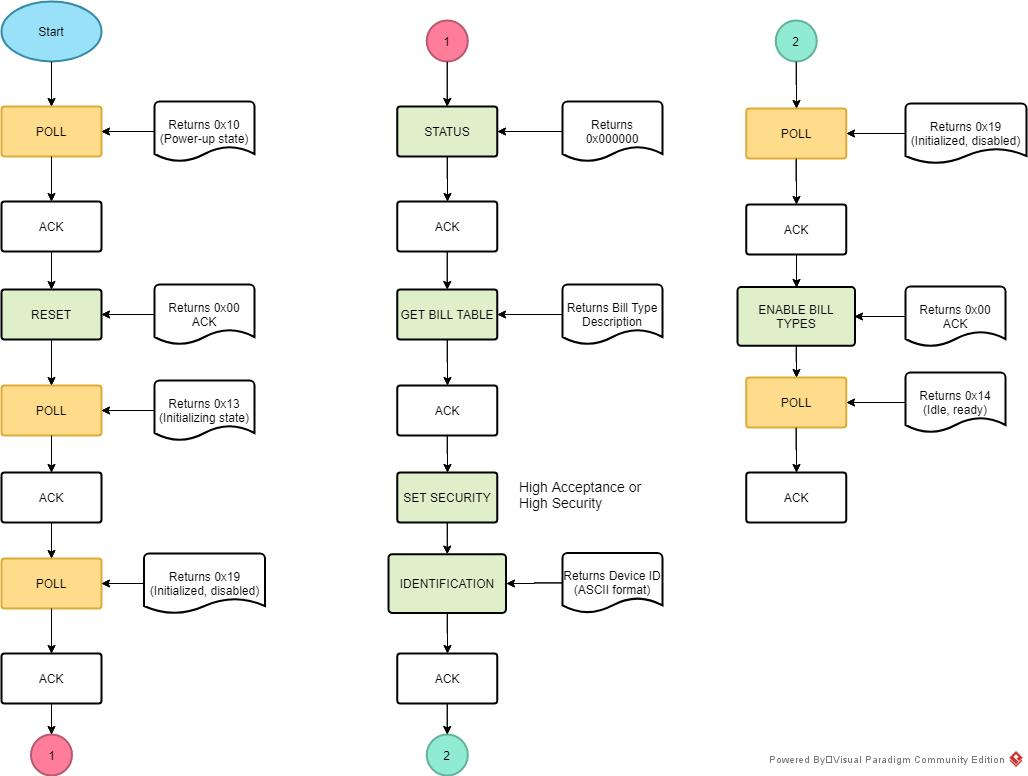 Start
POLL
Returns 0x10
(Power-up state)
ACK
RESET
Returns 0x00
ACK
POLL
Returns 0x13
(Initializing state)
ACK
POLL
Returns 0x19
(Initialized, disabled)
ACK
1
1
STATUS
Returns
0x000000
ACK
GET BILL TABLE
Returns Bill Type
Description
ACK
SET SECURITY
High Acceptance or
High Security
IDENTIFICATION
Returns Device ID
(ASCII format)
ACK
2
2
POLL
Returns 0x19
(Initialized, disabled)
ACK
ENABLE BILL
TYPES
Returns 0x00
ACK
POLL
Returns 0x14
(Idle, ready)
ACK
Powered By□Visual Paradigm Community Edition